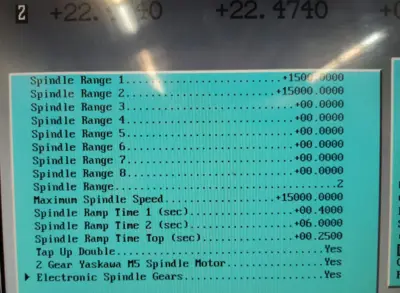 Z +22. 40 +22.4740 +0
Spindle Range 1 +1500.0000
Spindle Range 2 +15000.0000
Spindle Range 3 +00.0000
Spindle Range 4 +00.0000
Spindle Range 5 +00.0000
Spindle Range 6 +00.0000
Spindle Range 7 +00.0000
Spindle Range 8 +00.0000
Spindle Range 2
Maximum Spindle Speed +15000.0000
Spindle Ramp Time 1 (sec) +00.4000
Spindle Ramp Time 2 (sec) +06.0000
Spindle Ramp Time Top (sec) +00.2500
Tap Up Double Yes
2 Gear Yaskawa M5 Spindle Motor Yes
Electronic Spindle Gears Yes